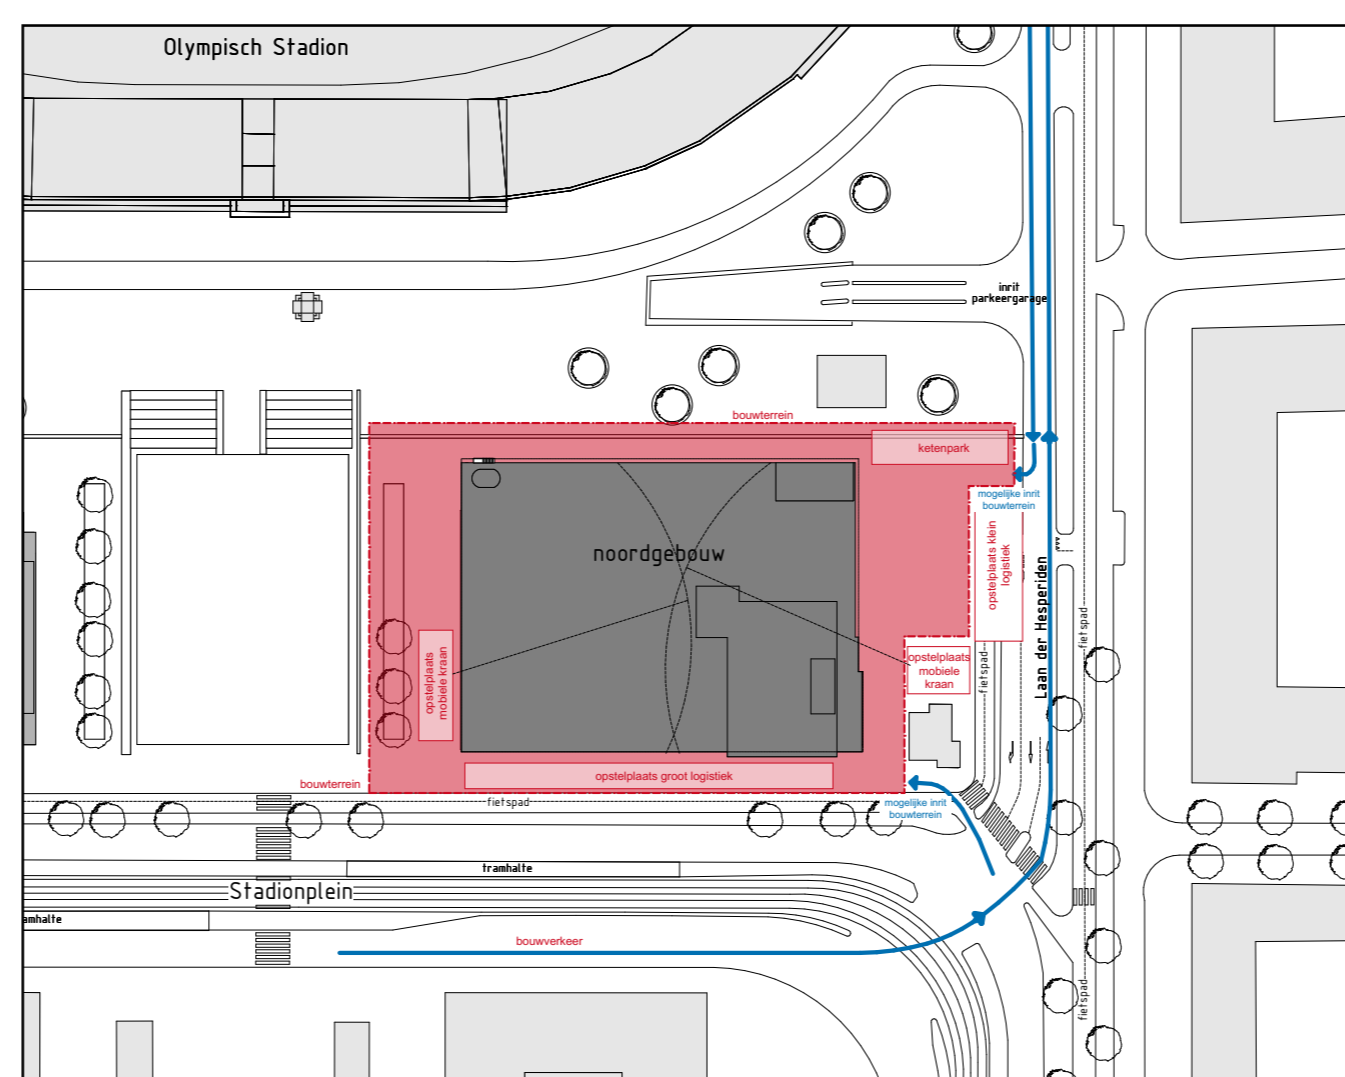 Olympisch Stadion
inrit
parkeergarage
bouwterrein
ketenpark
mogelijke inrit
bouwterrein
noordgebouw
opstelplaats klein
logistiek
Laan der Hesperiden
fietspad
fietspad
opstelplaats
mobiele kraan
opstelplaats
mobiele
kraan
opstelplaats groot logistiek
bouwterrein
fietspad
mogelijke inrit
bouwterrein
tramhalte
Stadionplein
amhalte
bouwverkeer
fietspad